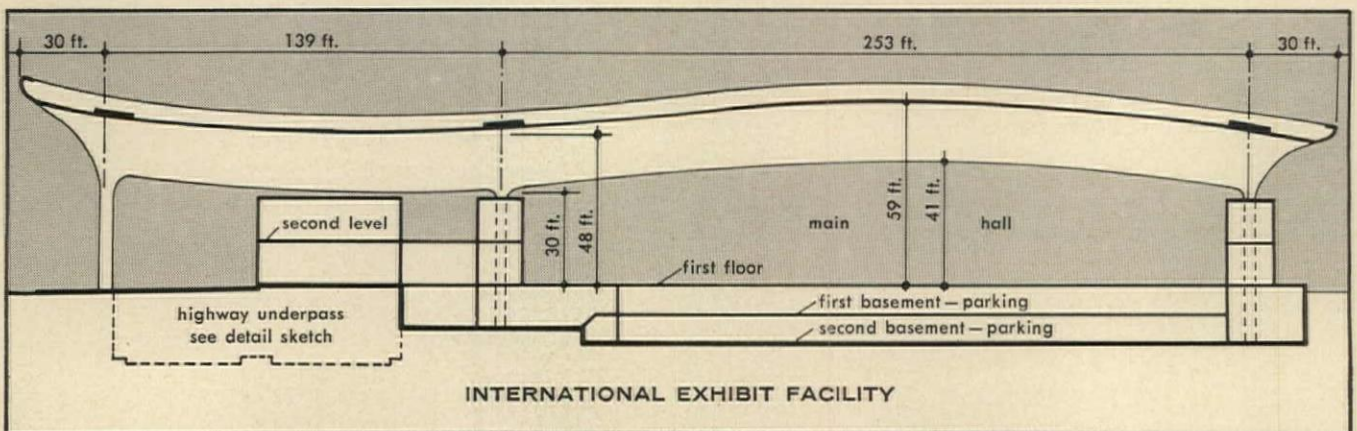 30 ft.
139 ft.
253 ft.
30 ft.
second level
30 ft.
48 ft.
main
59 ft.
41 ft.
hall
first floor
highway underpass
see detail sketch
first basement — parking
second basement — parking
INTERNATIONAL EXHIBIT FACILITY